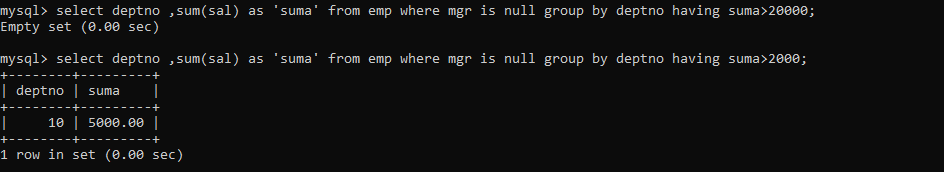 mysql> select deptno ,sum(sal) as 'suma' from emp where mgr is null group by deptno having suma>20000;
Empty set (0.00 sec)
mysql> select deptno ,sum(sal) as 'suma' from emp where mgr is null group by deptno having suma>2000;
+--------+---------+
| deptno | suma    |
+--------+---------+
|     10 | 5000.00 |
+--------+---------+
1 row in set (0.00 sec)